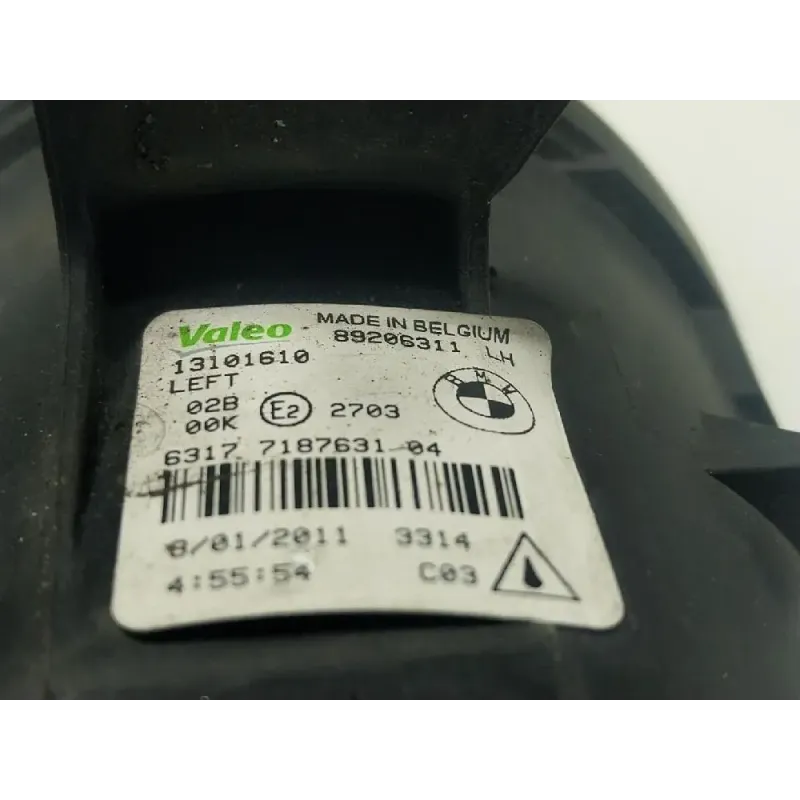 Valeo MADE IN BELGIUM
13101610 89206311 LH
LEFT
BMW
02B E2 2703
00K
6317 7187631 04
8/01/2011 3314
4:55:54 C03